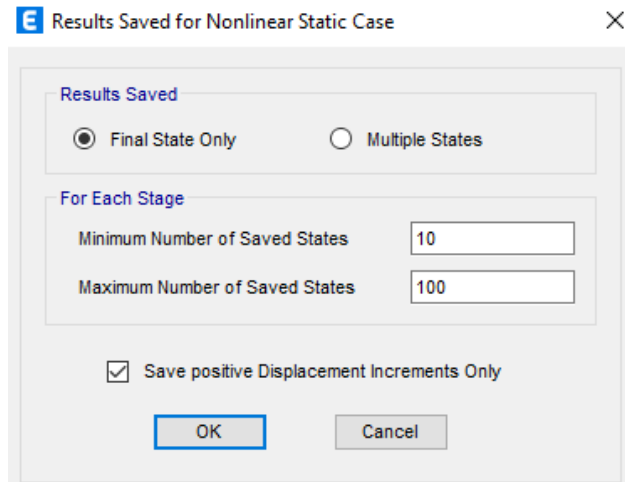 E Results Saved for Nonlinear Static Case
Results Saved
Final State Only Multiple States
For Each Stage
Minimum Number of Saved States 10
Maximum Number of Saved States 100
Save positive Displacement Increments Only
OK Cancel